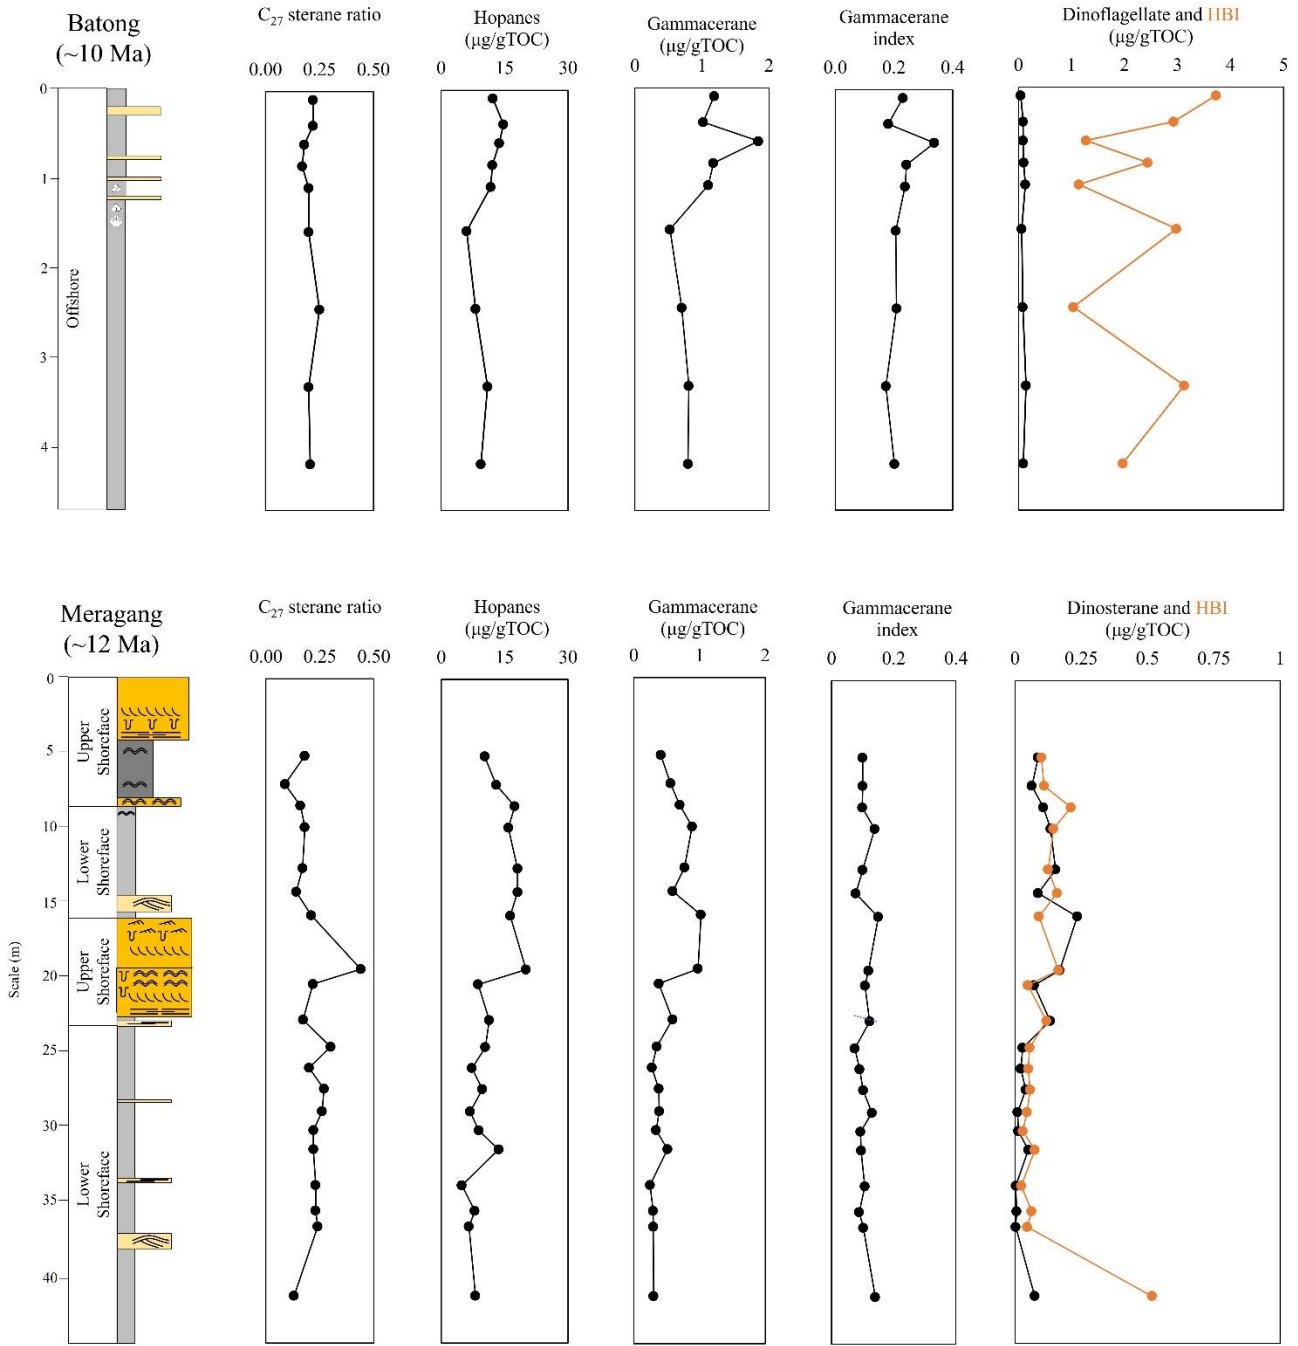 Batong
(~10 Ma)
C₂₇ sterane ratio
0.00 0.25 0.50
Hopanes
(μg/gTOC)
0 15 30
Gammacerane
(μg/gTOC)
0 1 2
Gammacerane
index
0.0 0.2 0.4
Dinoflagellate and HBI
(μg/gTOC)
0 1 2 3 4 5
0
1
2
3
4
Offshore
Meragang
(~12 Ma)
C₂₇ sterane ratio
0.00 0.25 0.50
Hopanes
(μg/gTOC)
0 15 30
Gammacerane
(μg/gTOC)
0 1 2
Gammacerane
index
0 0.2 0.4
Dinosterane and HBI
(μg/gTOC)
0 0.25 0.5 0.75 1
0
5
10
15
20
25
30
35
40
Scale (m)
Upper
Shoreface
Lower
Shoreface
Upper
Shoreface
Lower
Shoreface